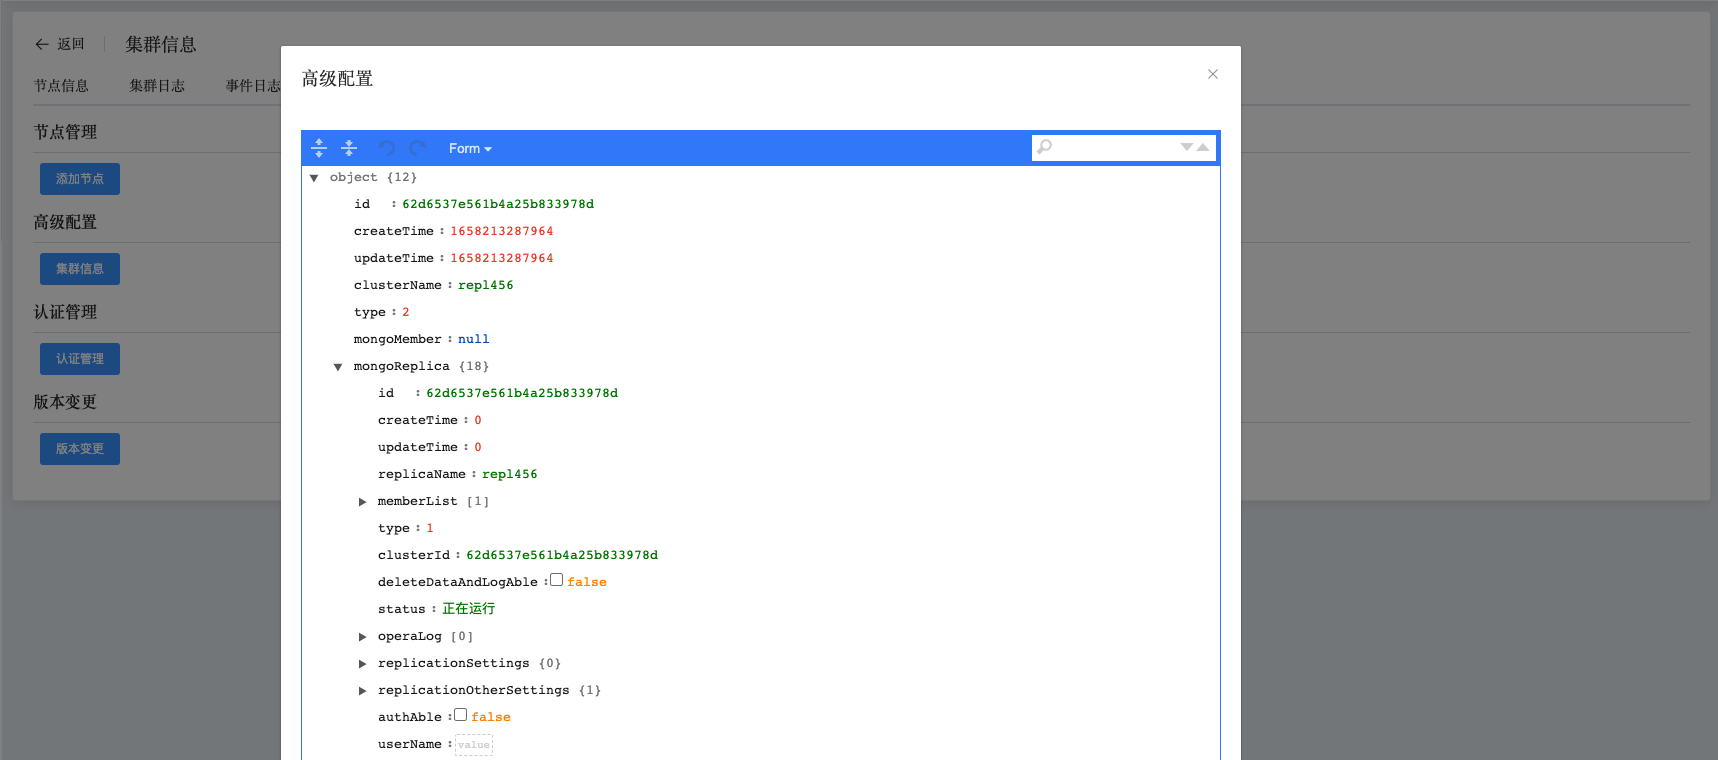 返回
集群信息
节点信息
集群日志
事件日志
节点管理
添加节点
高级配置
集群信息
认证管理
认证管理
版本变更
版本变更
高级配置
Form
object {12}
id : 62d6537e561b4a25b833978d
createTime : 1658213287964
updateTime : 1658213287964
clusterName : repl456
type : 2
mongoMember : null
mongoReplica {18}
id : 62d6537e561b4a25b833978d
createTime : 0
updateTime : 0
replicaName : repl456
memberList [1]
type : 1
clusterId : 62d6537e561b4a25b833978d
deleteDataAndLogAble : false
status : 正在运行
operaLog [0]
replicationSettings {0}
replicationOtherSettings {1}
authAble : false
userName : value